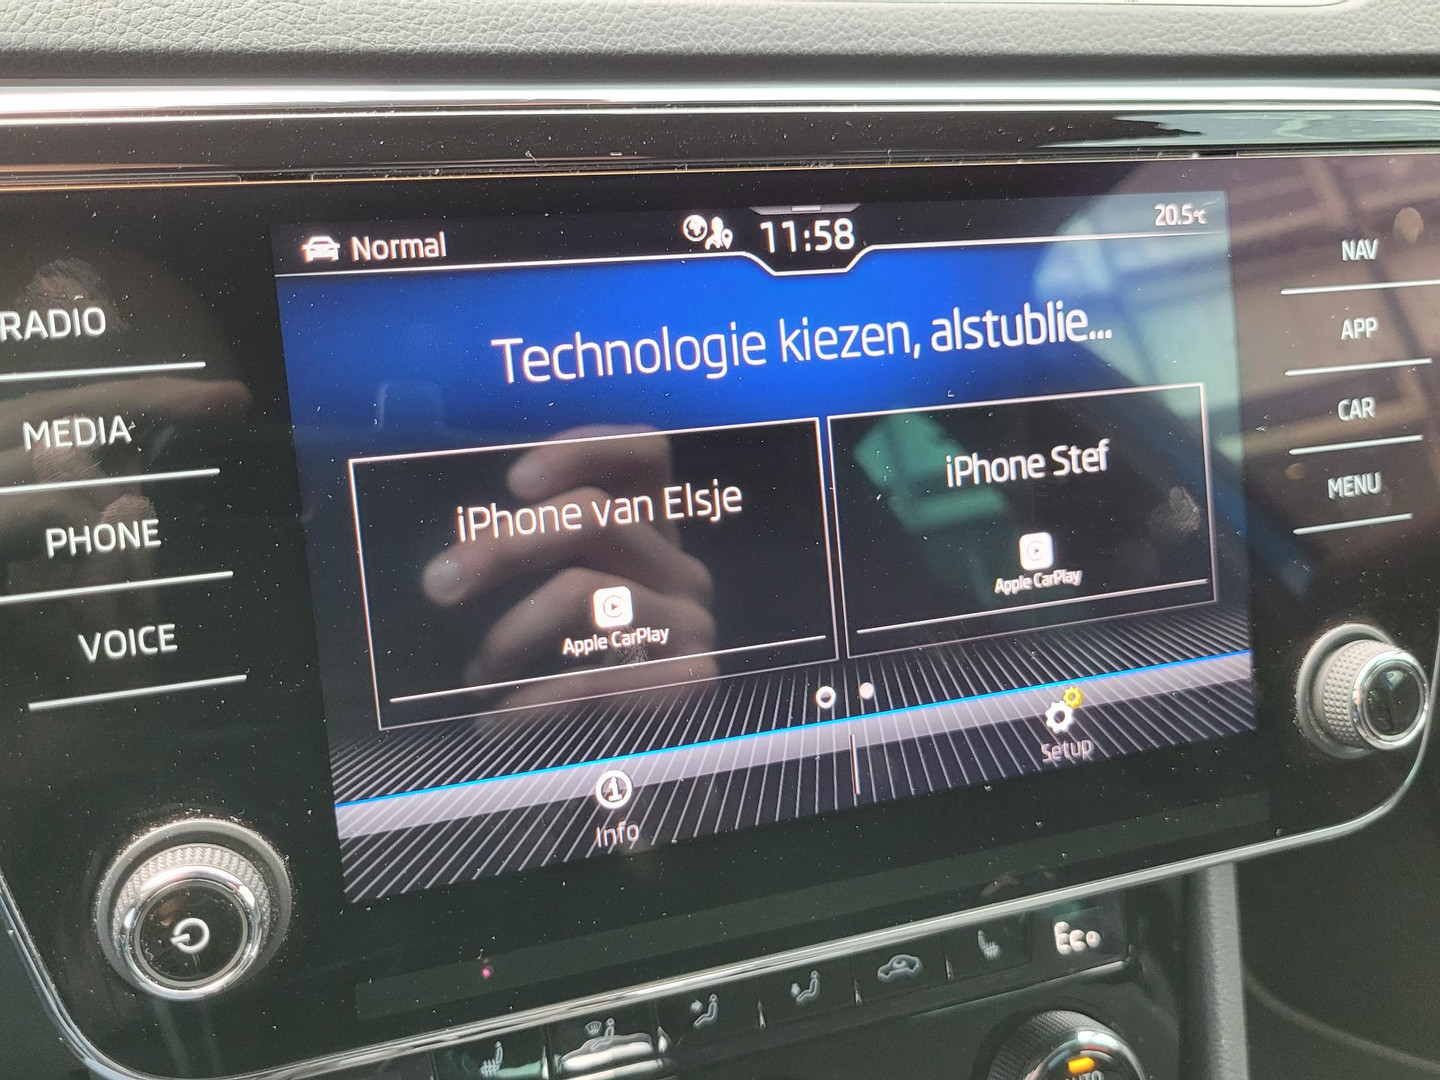 Normal
11:58
20.5°C
Technologie kiezen, alstublie...
iPhone van Elsje
Apple CarPlay
iPhone Stef
Apple CarPlay
Info
Setup
RADIO
MEDIA
PHONE
VOICE
NAV
APP
CAR
MENU
Eco
AUTO